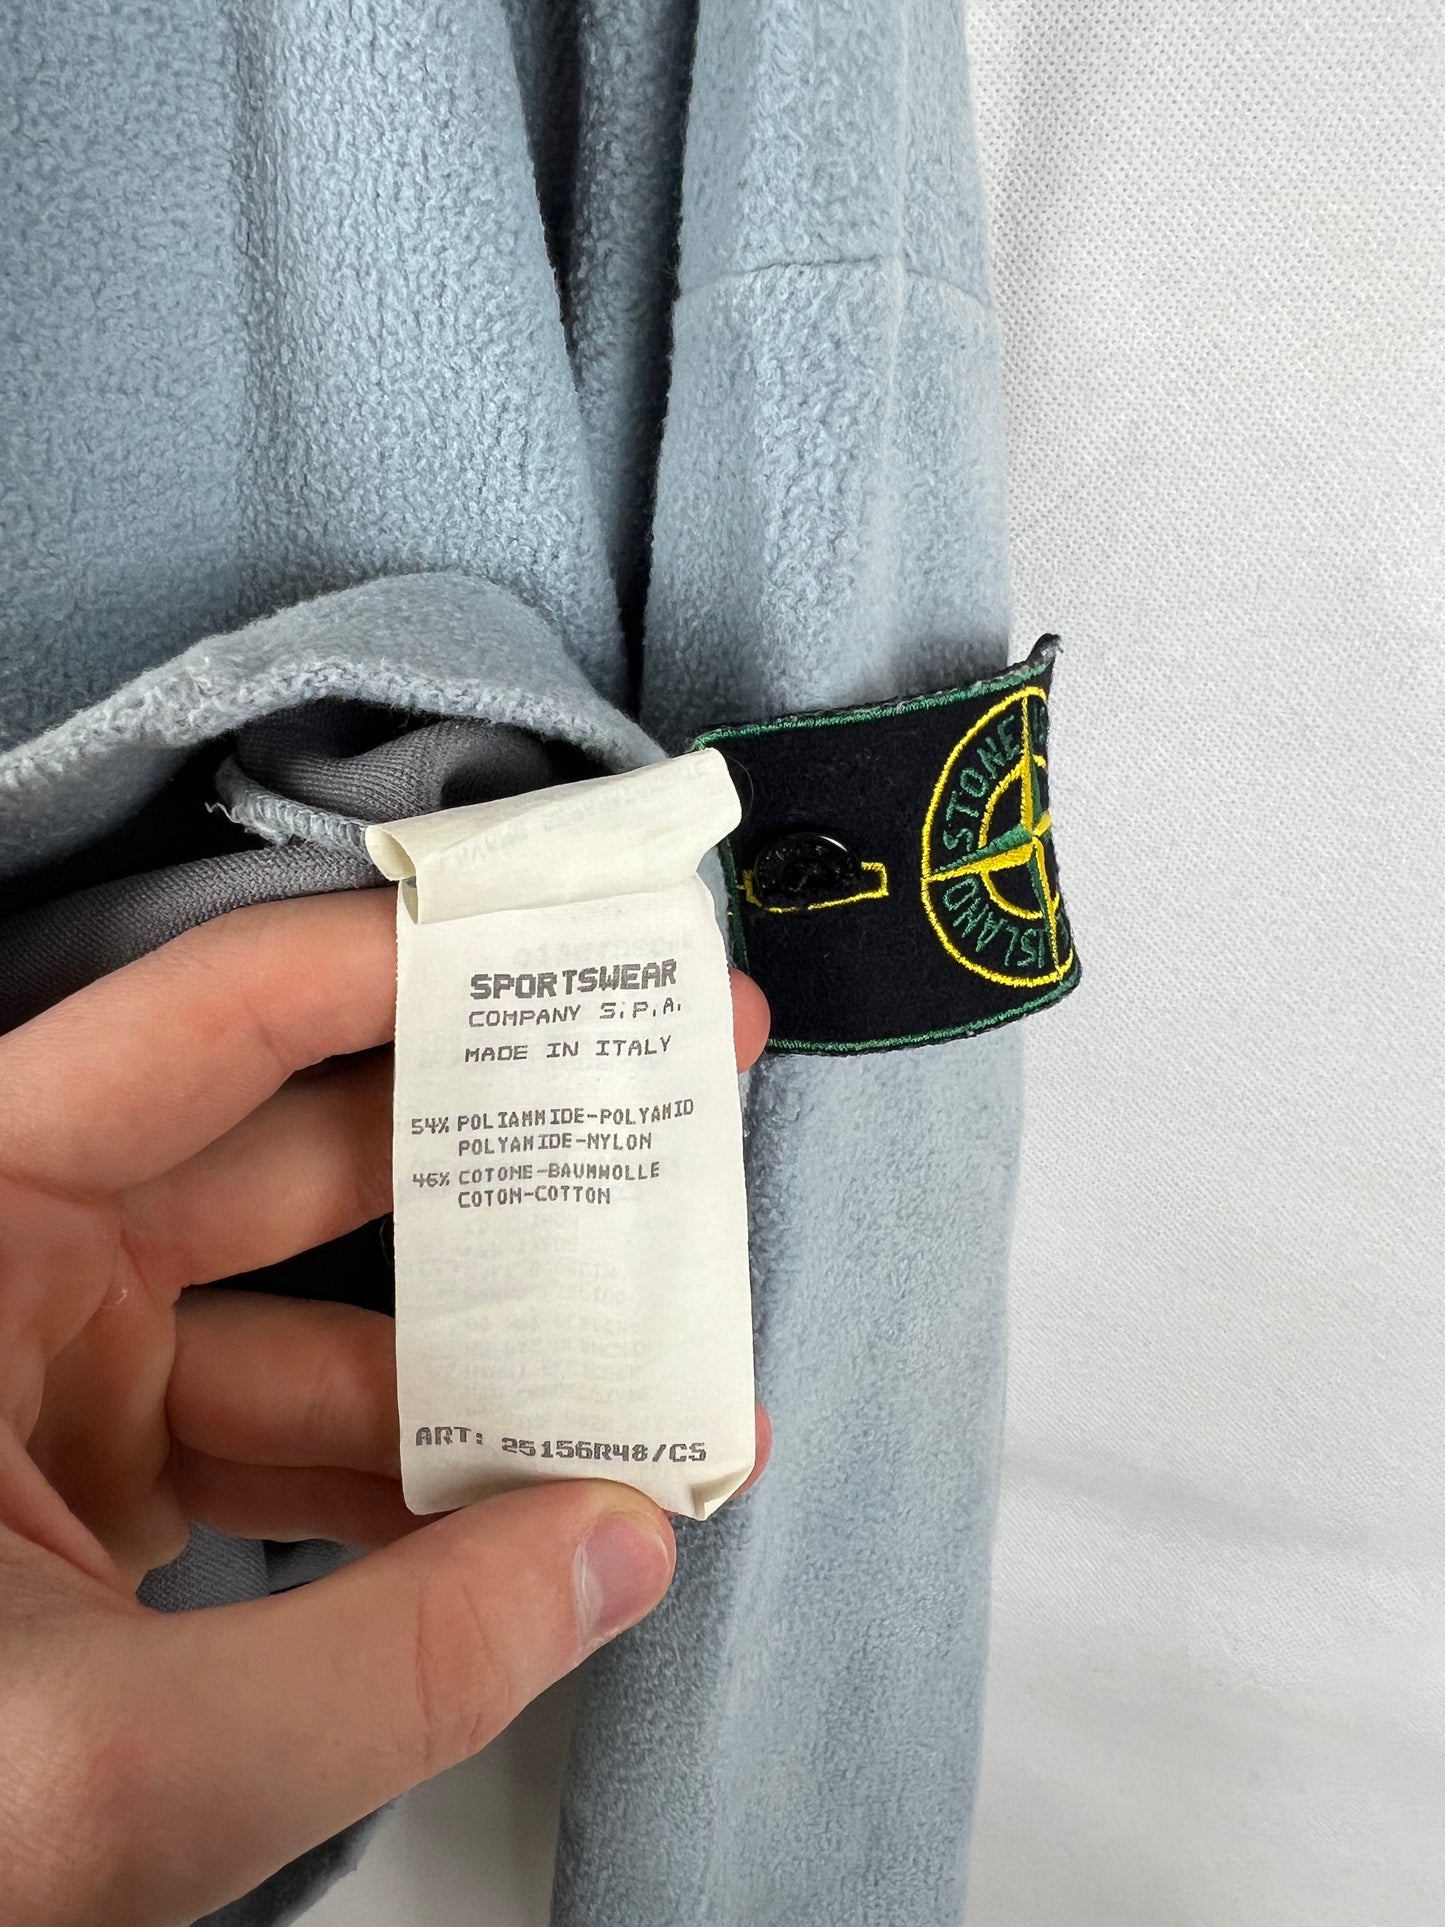 SPORTSWEAR
COMPANY S.P.A.
MADE IN ITALY
54% POLIAMMIDE-POLYAMID
POLYAMIDE-NYLON
46% COTONE-BAUMWOLLE
COTON-COTTON
ART: 25156R48/CS
STONE
ISLAND